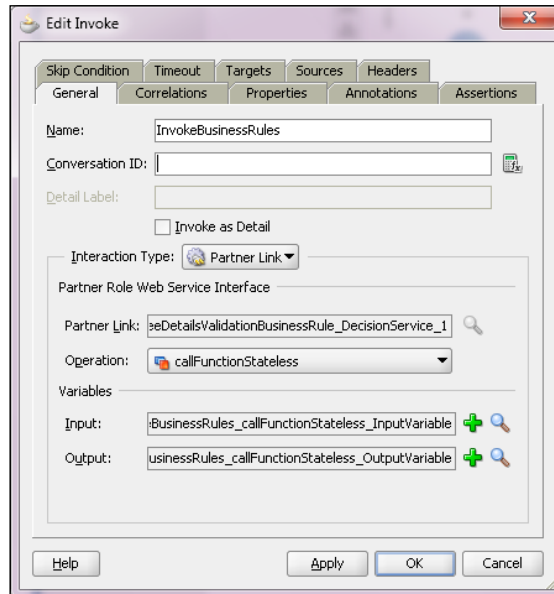 Edit Invoke
Skip Condition Timeout Targets Sources Headers
General Correlations Properties Annotations Assertions
Name: InvokeBusinessRules
Conversation ID:
Detail Label:
Invoke as Detail
Interaction Type: Partner Link
Partner Role Web Service Interface
Partner Link: eeDetailsValidationBusinessRule_DecisionService_1
Operation: callFunctionStateless
Variables
Input: eBusinessRules_callFunctionStateless_InputVariable
Output: usinessRules_callFunctionStateless_OutputVariable
Help Apply OK Cancel